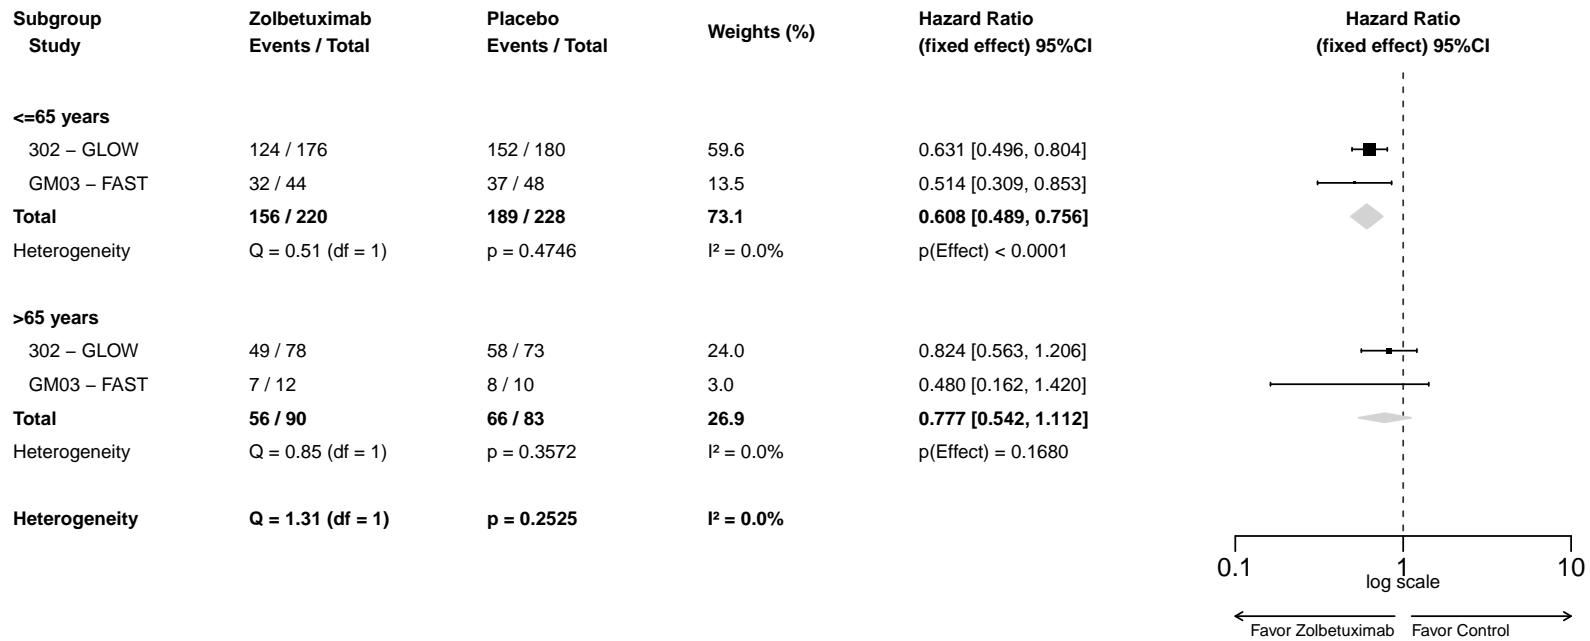 Subgroup Zolbetuximab Placebo Weights (%) Hazard Ratio Hazard Ratio
Study Events / Total Events / Total (fixed effect) 95%CI (fixed effect) 95%CI
<=65 years
302 − GLOW 124 / 176 152 / 180 59.6 0.631 [0.496, 0.804]
GM03 − FAST 32 / 44 37 / 48 13.5 0.514 [0.309, 0.853]
Total 156 / 220 189 / 228 73.1 0.608 [0.489, 0.756]
Heterogeneity Q = 0.51 (df = 1) p = 0.4746 I² = 0.0% p(Effect) < 0.0001
>65 years
302 − GLOW 49 / 78 58 / 73 24.0 0.824 [0.563, 1.206]
GM03 − FAST 7 / 12 8 / 10 3.0 0.480 [0.162, 1.420]
Total 56 / 90 66 / 83 26.9 0.777 [0.542, 1.112]
Heterogeneity Q = 0.85 (df = 1) p = 0.3572 I² = 0.0% p(Effect) = 0.1680
Heterogeneity Q = 1.31 (df = 1) p = 0.2525 I² = 0.0%
0.1 1 10
log scale
Favor Zolbetuximab Favor Control